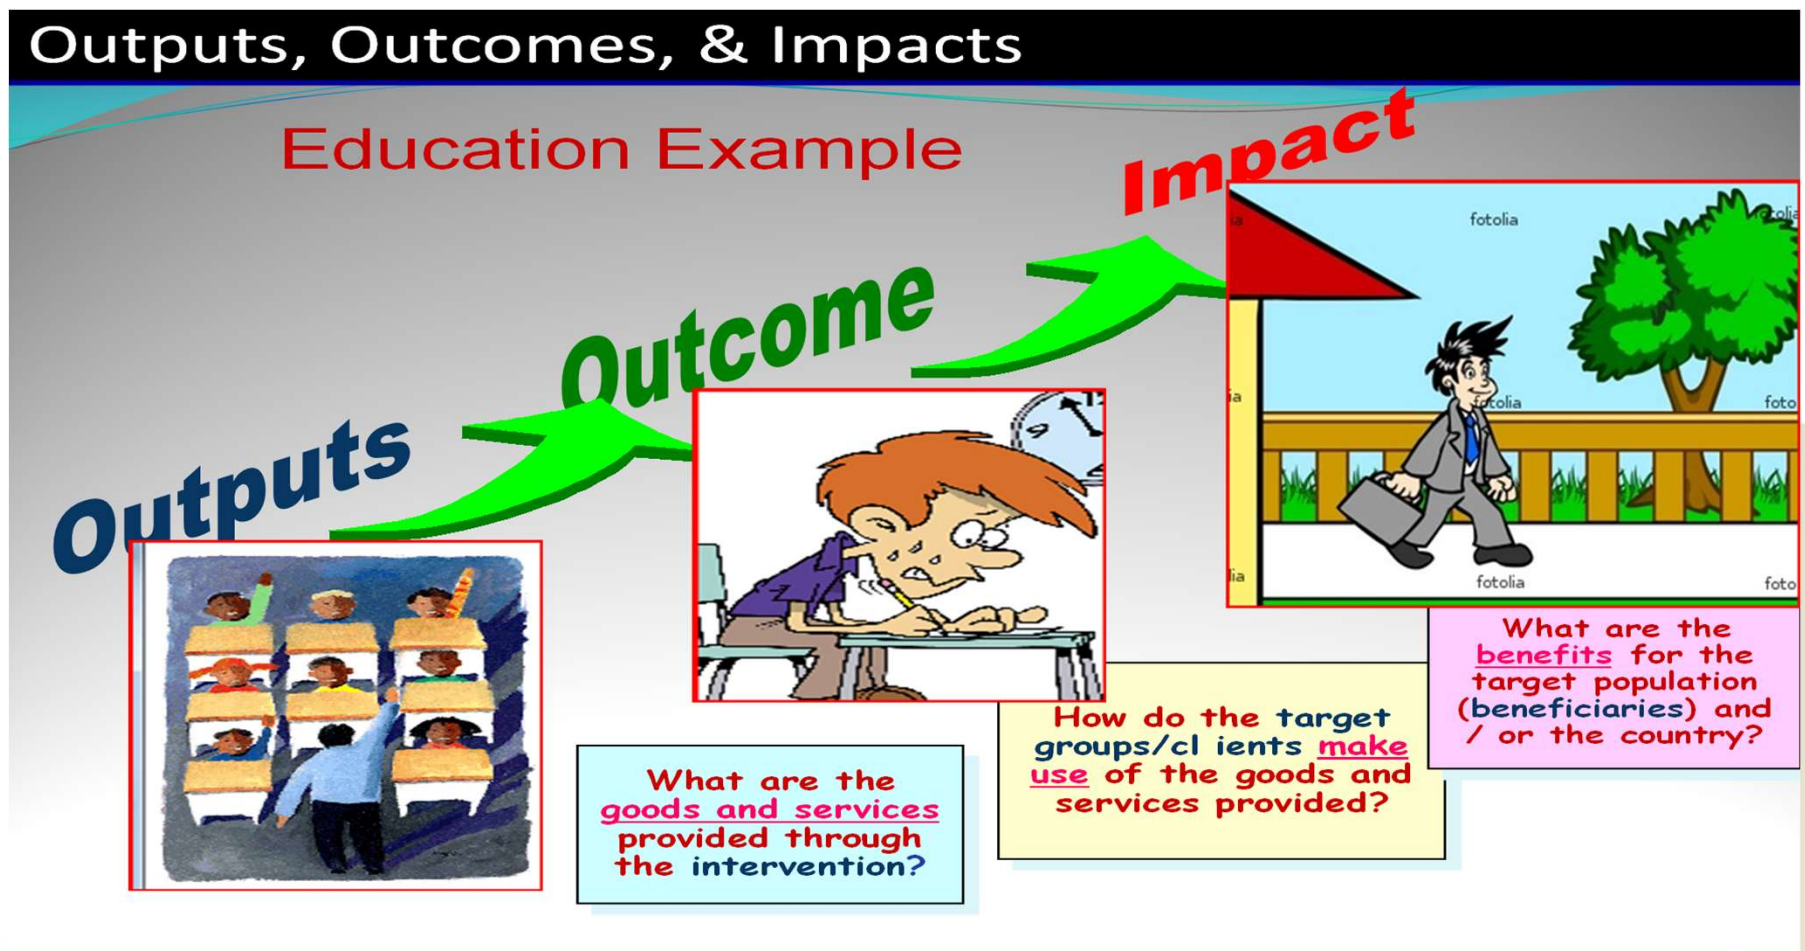 Outputs, Outcomes, & Impacts
Education Example
Impact
Outcome
Outputs
fotolia
fotolia
fotolia
What are the
goods and services
provided through
the intervention?
How do the target
groups/cl ients make
use of the goods and
services provided?
What are the
benefits for the
target population
(beneficiaries) and
/ or the country?